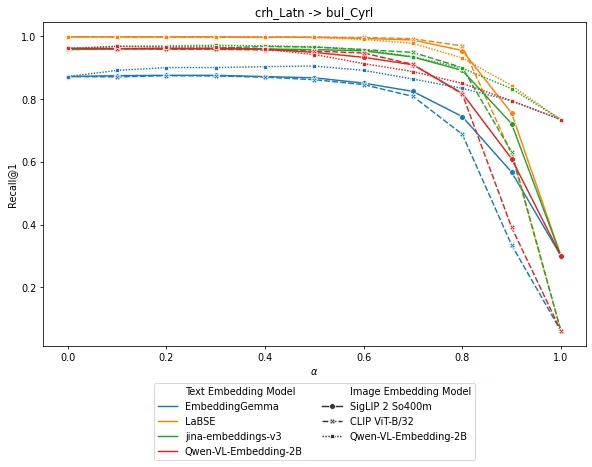 crh_Latn -> bul_Cyrl
Recall@1
1.0
0.8
0.6
0.4
0.2
0.0 0.2 0.4 0.6 0.8 1.0
α
Text Embedding Model Image Embedding Model
EmbeddingGemma SigLIP 2 So400m
LaBSE CLIP ViT-B/32
jina-embeddings-v3 Qwen-VL-Embedding-2B
Qwen-VL-Embedding-2B